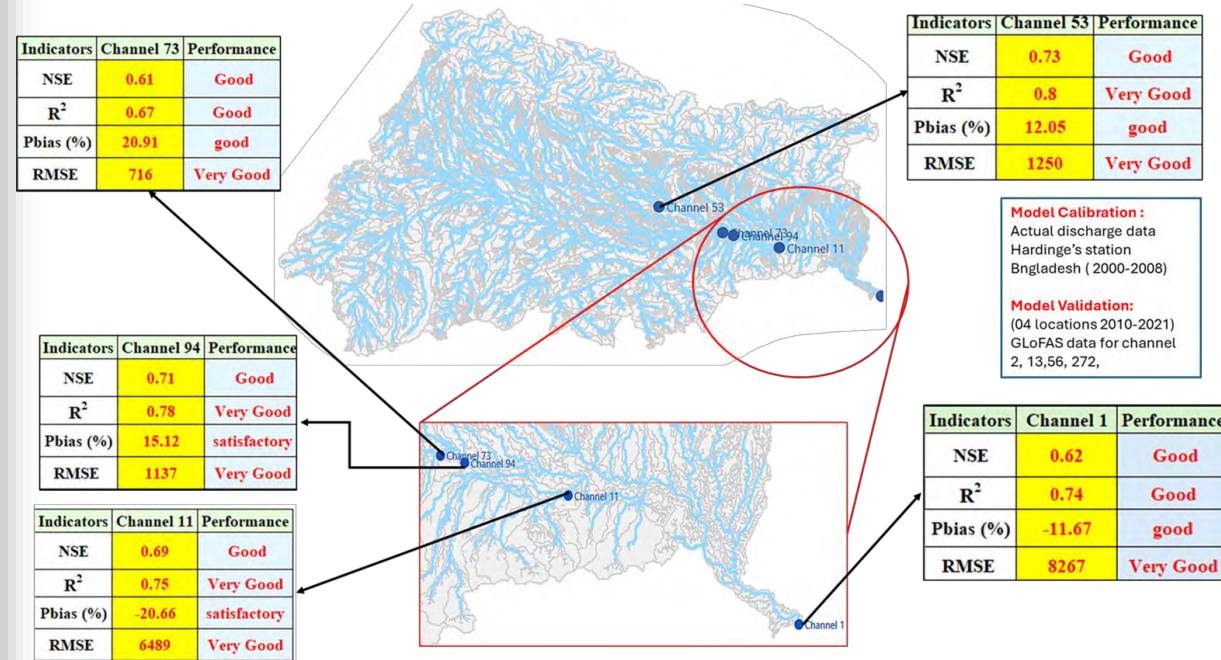 Indicators Channel 73 Performance
NSE 0.61 Good
R² 0.67 Good
Pbias (%) 20.91 good
RMSE 716 Very Good
Indicators Channel 53 Performance
NSE 0.73 Good
R² 0.8 Very Good
Pbias (%) 12.05 good
RMSE 1250 Very Good
Channel 53
Channel 73
Channel 94
Channel 11
Model Calibration :
Actual discharge data
Hardinge's station
Bngladesh ( 2000-2008)
Model Validation:
(04 locations 2010-2021)
GLoFAS data for channel
2, 13,56, 272,
Indicators Channel 94 Performance
NSE 0.71 Good
R² 0.78 Very Good
Pbias (%) 15.12 satisfactory
RMSE 1137 Very Good
Indicators Channel 11 Performance
NSE 0.69 Good
R² 0.75 Very Good
Pbias (%) -20.66 satisfactory
RMSE 6489 Very Good
Channel 73
Channel 94
Channel 11
Channel 1
Indicators Channel 1 Performance
NSE 0.62 Good
R² 0.74 Good
Pbias (%) -11.67 good
RMSE 8267 Very Good